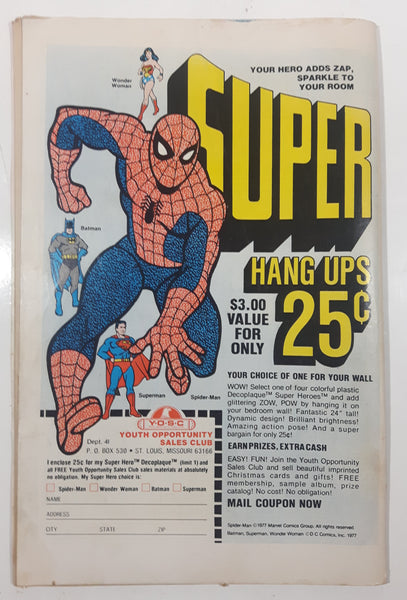 YOUR HERO ADDS ZAP,
SPARKLE TO
YOUR ROOM
Wonder
Woman
SUPER
Batman
HANG UPS
$3.00
VALUE
FOR
ONLY
25¢
Superman
Spider-Man
YOUR CHOICE OF ONE FOR YOUR WALL
WOW! Select one of four colorful plastic
Decoplaque™ Super Heroes™ and add
glittering ZOW, POW by hanging it on
your bedroom wall! Fantastic 24" tall!
Dynamic design! Brilliant brightness!
Amazing action pose! And a super
bargain for only 25¢!
EARN PRIZES, EXTRA CASH
EASY! FUN! Join the Youth Opportunity
Sales Club and sell beautiful imprinted
Christmas cards and gifts! FREE
membership, sample album, prize
catalog! No cost! No obligation!
MAIL COUPON NOW
Spider-Man ©1977 Marvel Comics Group. All rights reserved.
Batman, Superman, Wonder Woman ©D C Comics, Inc. 1977
Y·O·S·C
Dept. 41
YOUTH OPPORTUNITY
SALES CLUB
P. O. BOX 530 • ST. LOUIS, MISSOURI 63166
I enclose 25¢ for my Super Hero™ Decoplaque™ (limit 1) and
all FREE Youth Opportunity Sales Club sales materials at absolutely
no obligation. My Super Hero choice is:
Spider-Man Wonder Woman Batman Superman
NAME
ADDRESS
CITY STATE ZIP